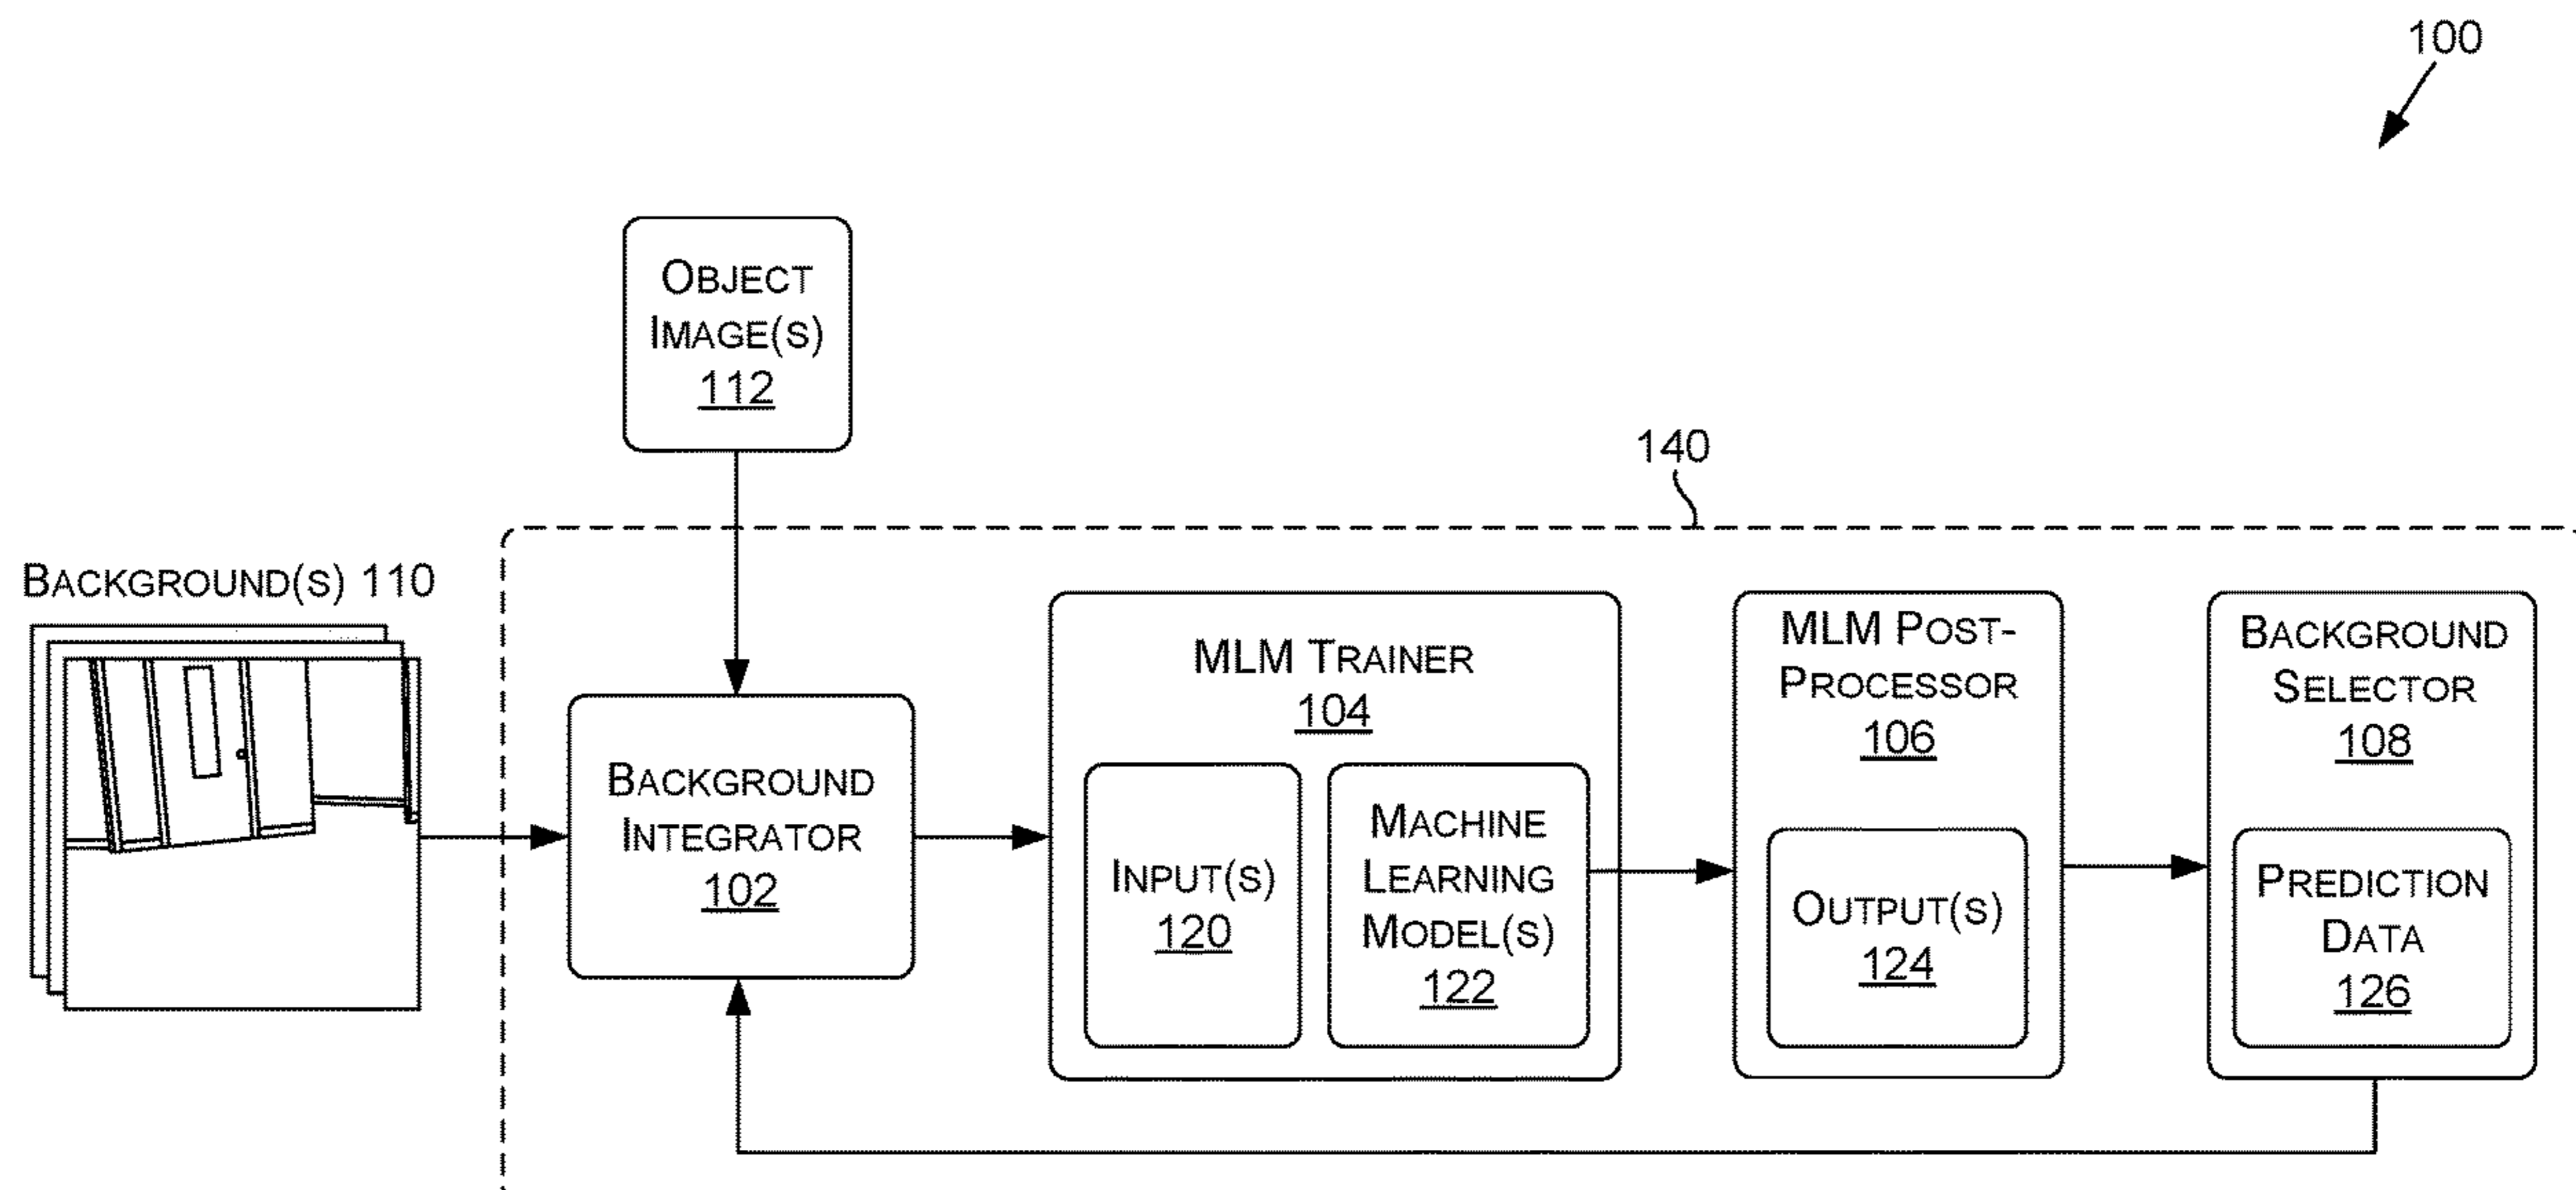 100
OBJECT
IMAGE(S)
112
140
BACKGROUND(S) 110
BACKGROUND
INTEGRATOR
102
MLM TRAINER
104
INPUT(S)
120
MACHINE
LEARNING
MODEL(S)
122
MLM POST-
PROCESSOR
106
OUTPUT(S)
124
BACKGROUND
SELECTOR
108
PREDICTION
DATA
126